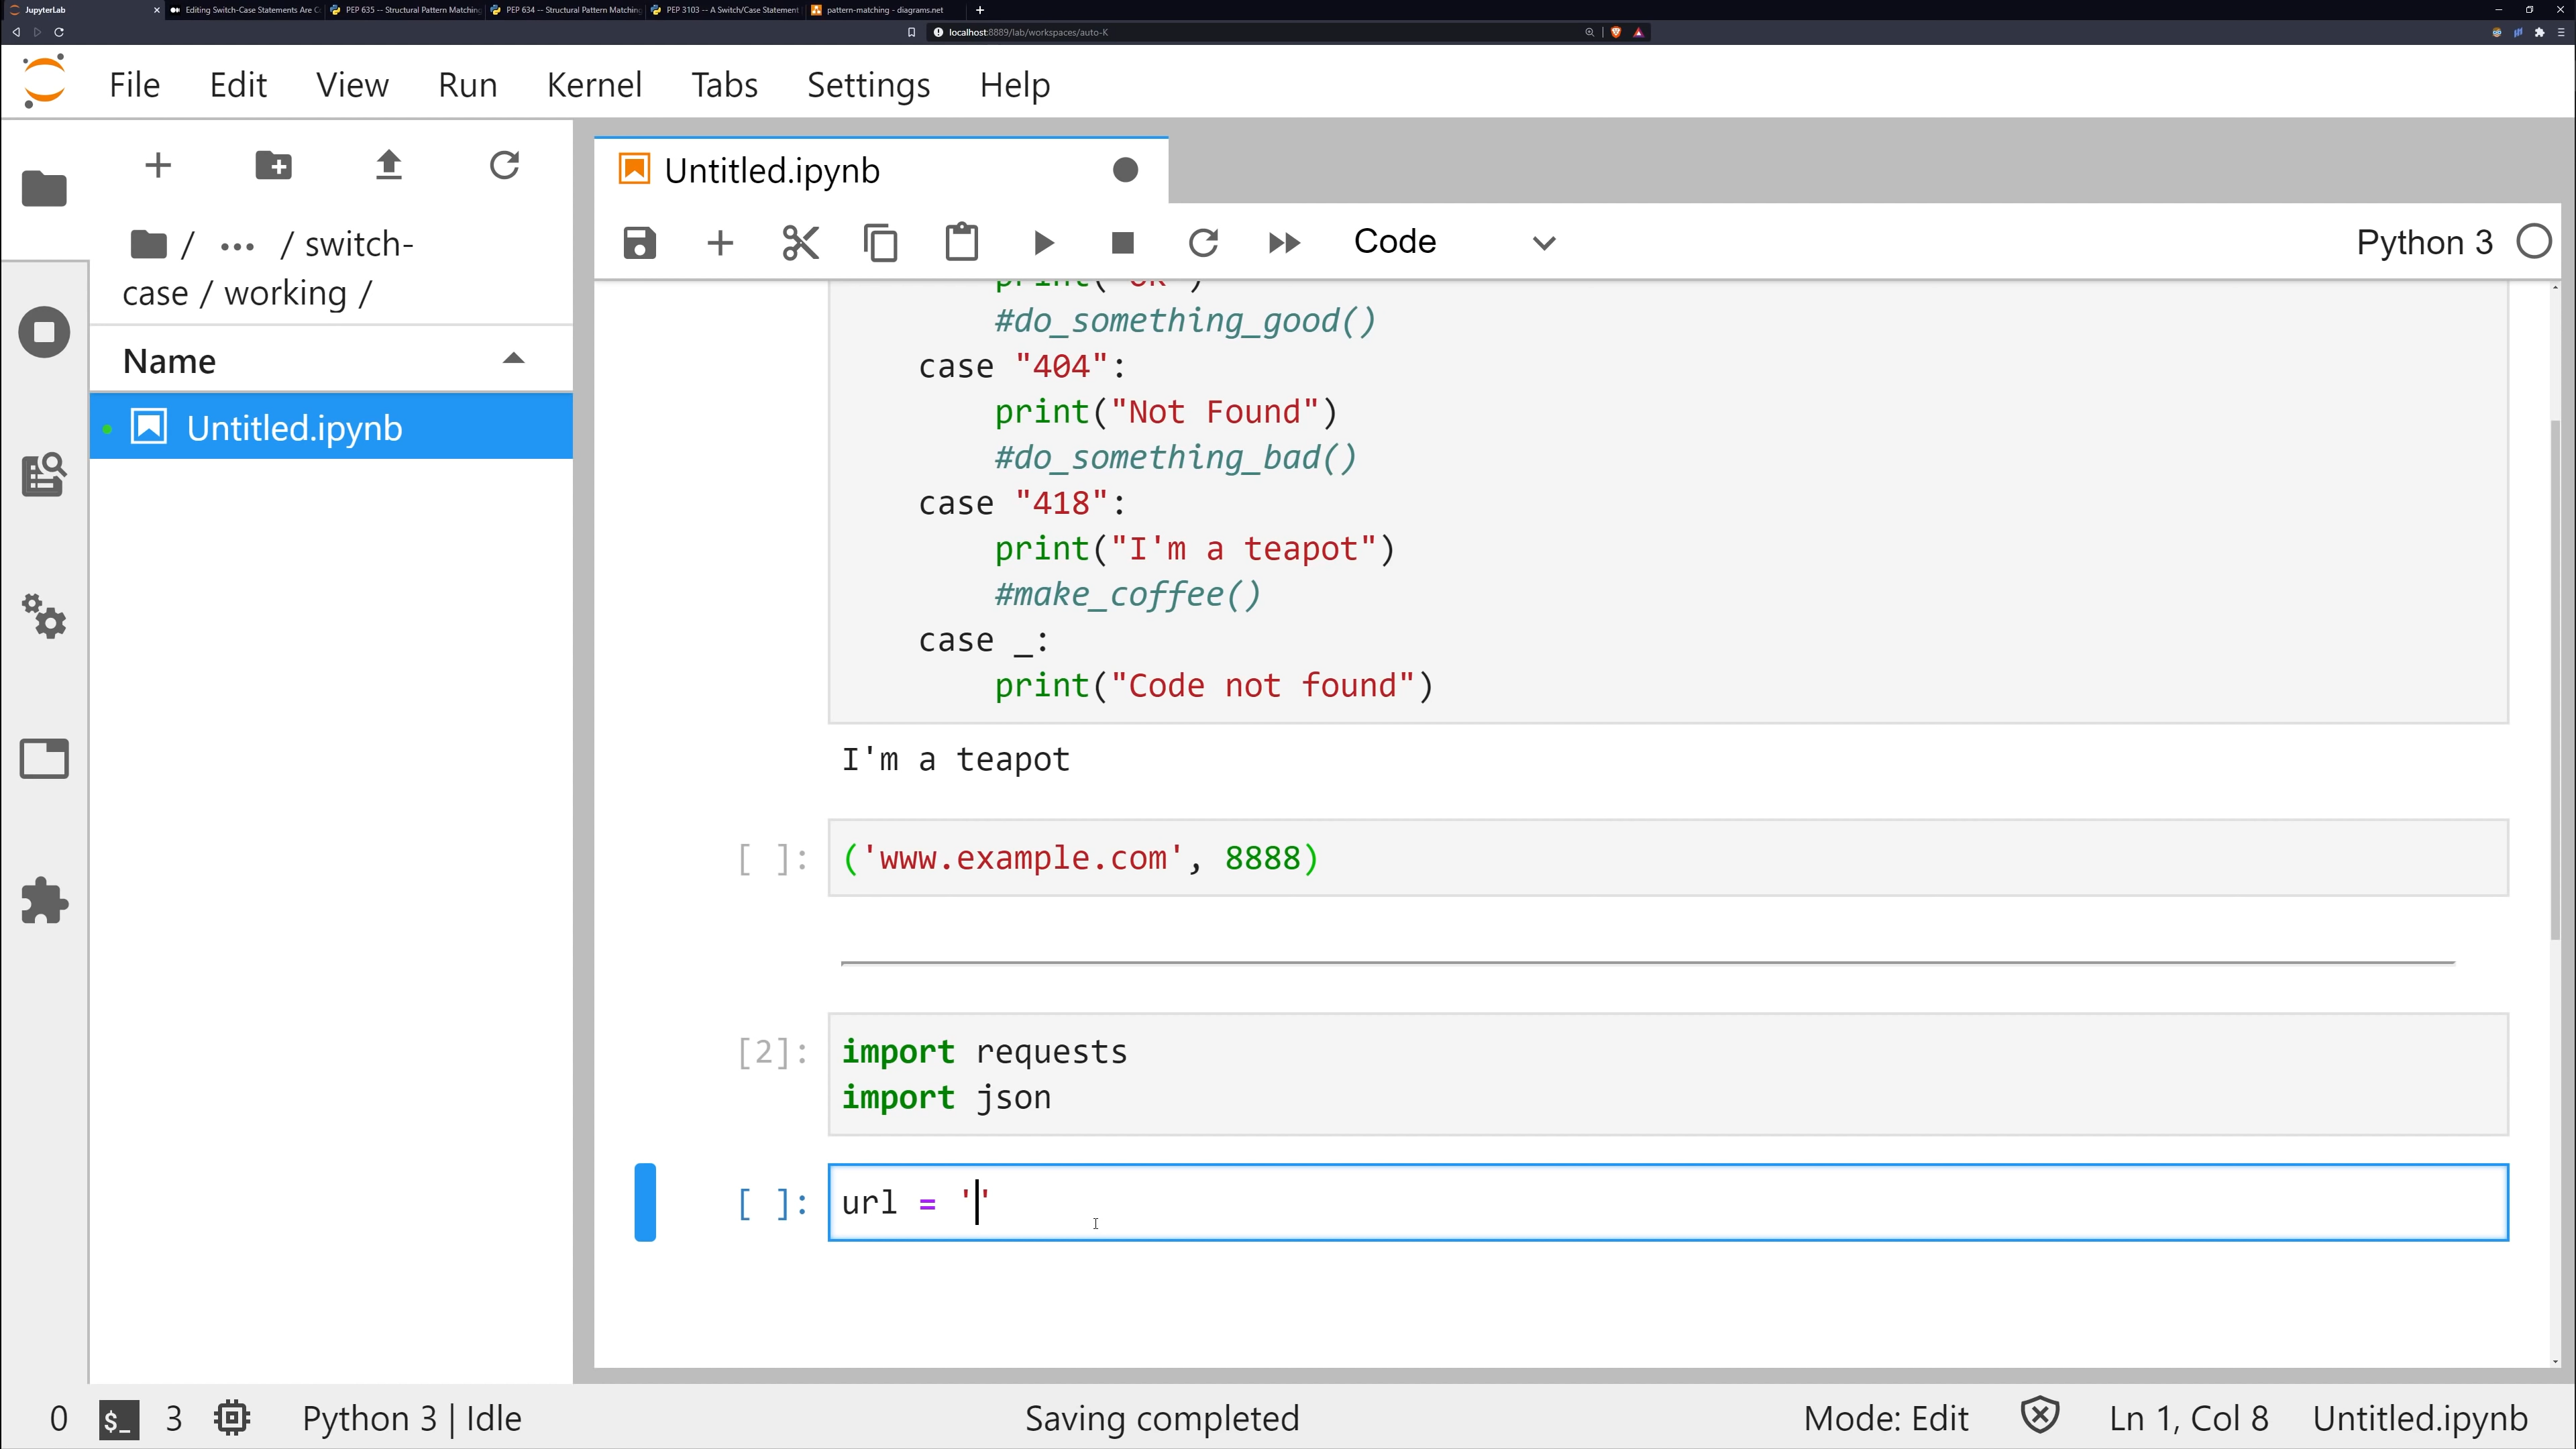 JupyterLab
Editing Switch-Case Statements Are C
PEP 635 -- Structural Pattern Matching
PEP 634 -- Structural Pattern Matching
PEP 3103 -- A Switch/Case Statement
pattern-matching - diagrams.net
localhost:8889/lab/workspaces/auto-K
File Edit View Run Kernel Tabs Settings Help
/ ... / switch-
case / working /
Name
Untitled.ipynb
Untitled.ipynb
Code
Python 3
print("ok")
#do_something_good()
case "404":
print("Not Found")
#do_something_bad()
case "418":
print("I'm a teapot")
#make_coffee()
case _:
print("Code not found")
I'm a teapot
[ ]: ('www.example.com', 8888)
[2]: import requests
import json
[ ]: url = ''
0 $_ 3 Python 3 | Idle Saving completed Mode: Edit Ln 1, Col 8 Untitled.ipynb